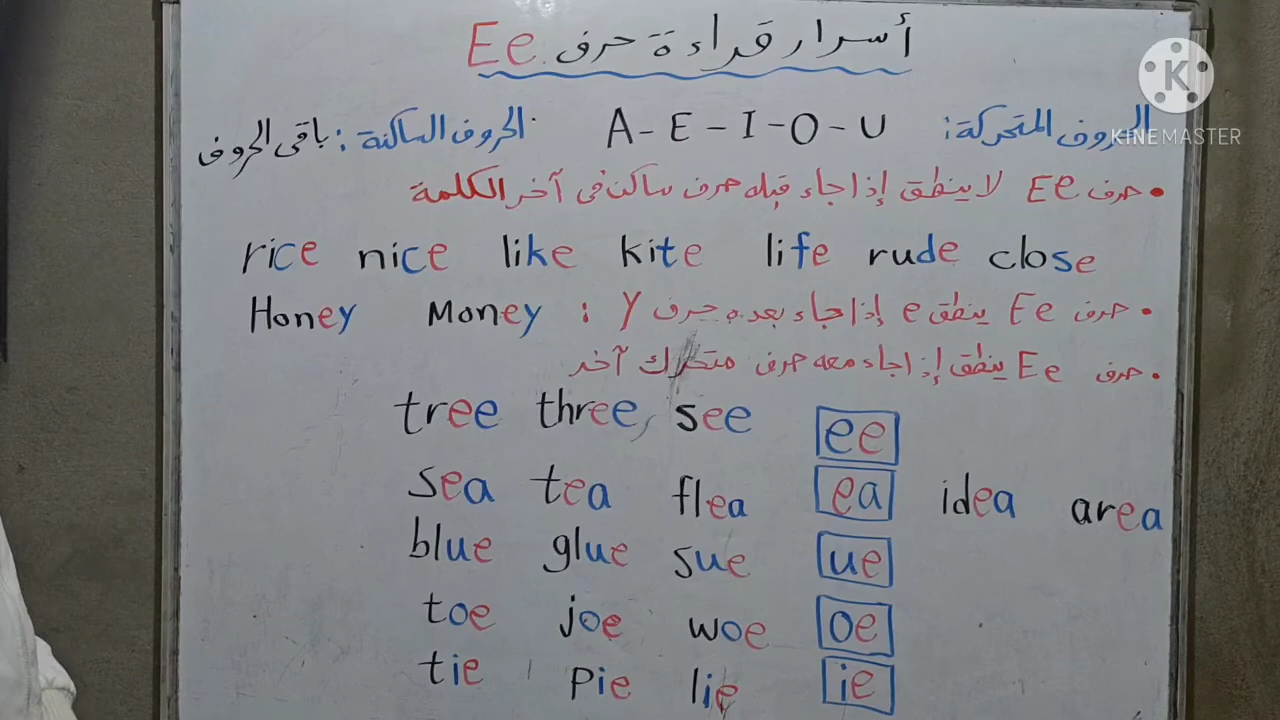 أسرار قراءة حرف Ee
الحروف المتحركة: A - E - I - O - U الحروف الساكنة: باقى الحروف
• حرف Ee لا ينطق إذا جاء قبله حرف ساكن فى آخر الكلمة
rice nice like kite life rude close
• حرف Ee ينطق e إذا جاء بعده حرف y : Money Honey
• حرف Ee ينطق إذا جاء معه حرف متحرك آخر
tree three, see ee
sea tea flea ea idea area
blue glue sue ue
toe joe woe oe
tie Pie lie ie
K
KINEMASTER